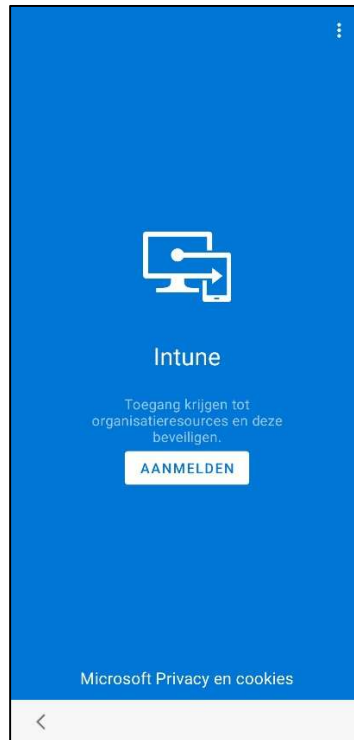 Intune
Toegang krijgen tot
organisatieresources en deze
beveiligen.
AANMELDEN
Microsoft Privacy en cookies